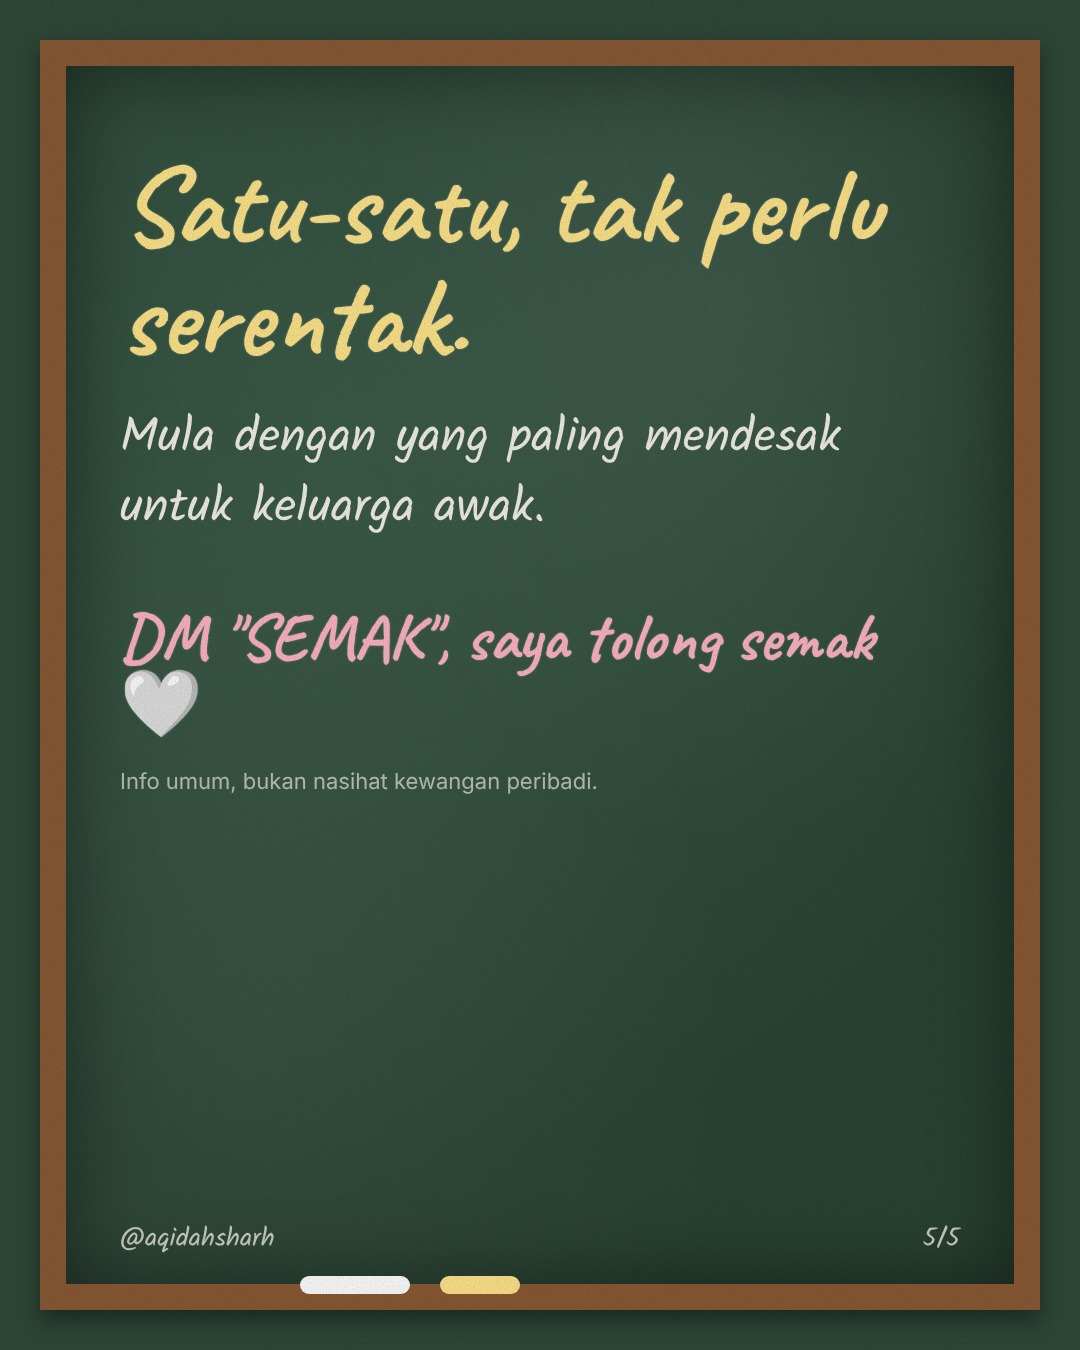 Satu-satu, tak perlu
serentak.
Mula dengan yang paling mendesak
untuk keluarga awak.
DM "SEMAK", saya tolong semak
🤍
Info umum, bukan nasihat kewangan peribadi.
@aqidahsharh
5/5